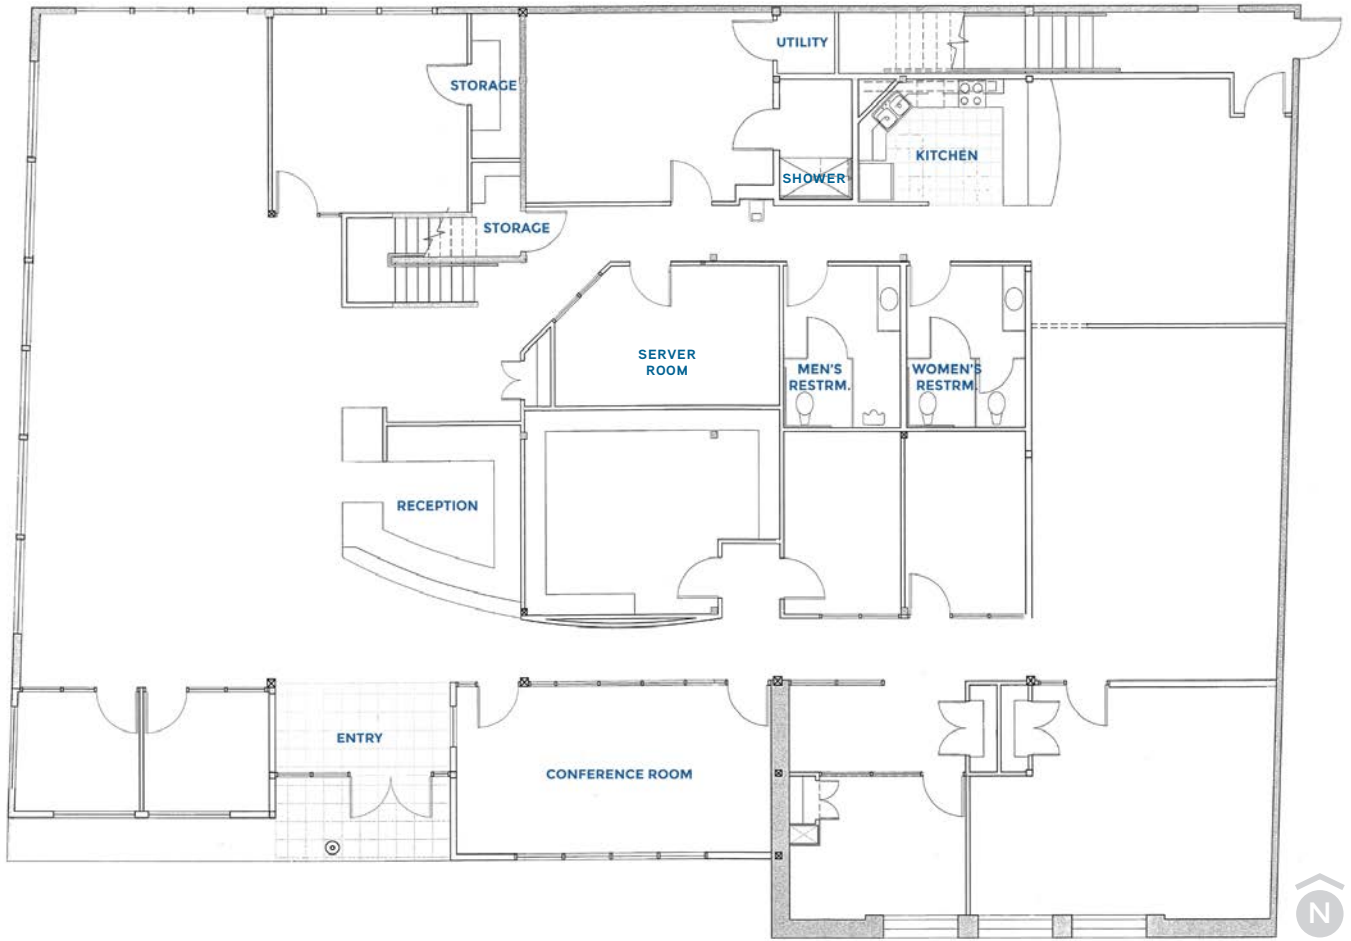 UTILITY
STORAGE
KITCHEN
SHOWER
STORAGE
SERVER
ROOM
MEN'S
RESTRM.
WOMEN'S
RESTRM.
RECEPTION
ENTRY
CONFERENCE ROOM
N